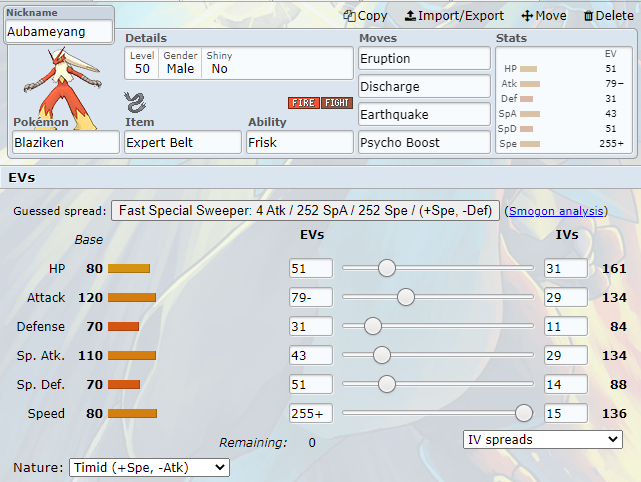 Nickname
Aubameyang
Copy Import/Export Move Delete
Details
Level Gender Shiny
50 Male No
FIRE FIGHT
Pokémon Item Ability
Blaziken Expert Belt Frisk
Moves
Eruption
Discharge
Earthquake
Psycho Boost
Stats
EV
HP 51
Atk 79−
Def 31
SpA 43
SpD 51
Spe 255+
EVs
Guessed spread: Fast Special Sweeper: 4 Atk / 252 SpA / 252 Spe / (+Spe, -Def) (Smogon analysis)
Base EVs IVs
HP 80 51 31 161
Attack 120 79- 29 134
Defense 70 31 11 84
Sp. Atk. 110 43 29 134
Sp. Def. 70 51 14 88
Speed 80 255+ 15 136
Remaining: 0 IV spreads
Nature: Timid (+Spe, -Atk)